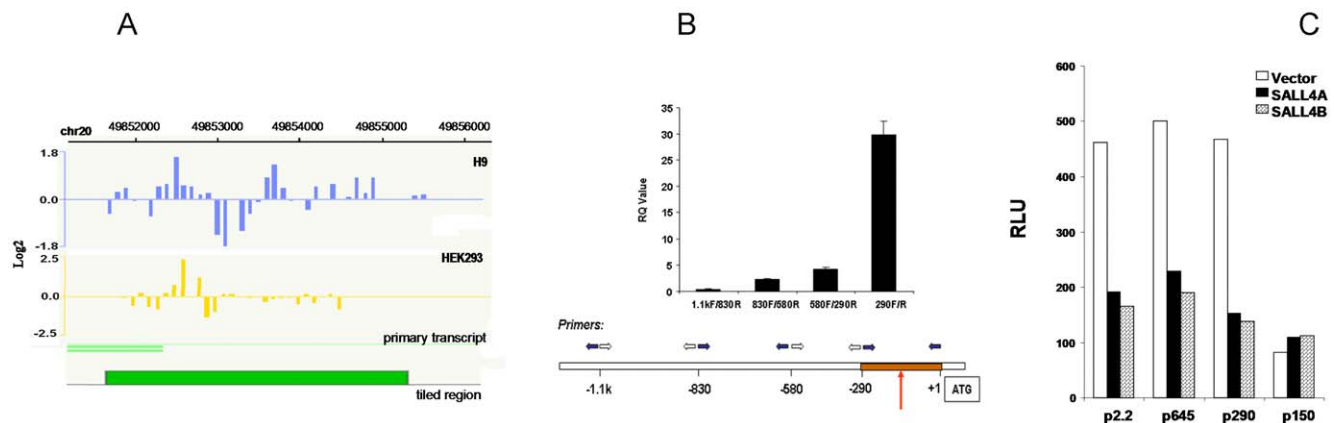 A
chr20
49852000 49853000 49854000 49855000 49856000
H9
1.8
0.0
-1.8
Log2
HEK293
2.5
0.0
-2.5
primary transcript
tiled region
B
RQ Value
35
30
25
20
15
10
5
0
1.1kF/830R 830F/580R 580F/290R 290F/R
Primers:
-1.1k -830 -580 -290 +1 ATG
C
RLU
600
500
400
300
200
100
0
Vector
SALL4A
SALL4B
p2.2 p645 p290 p150